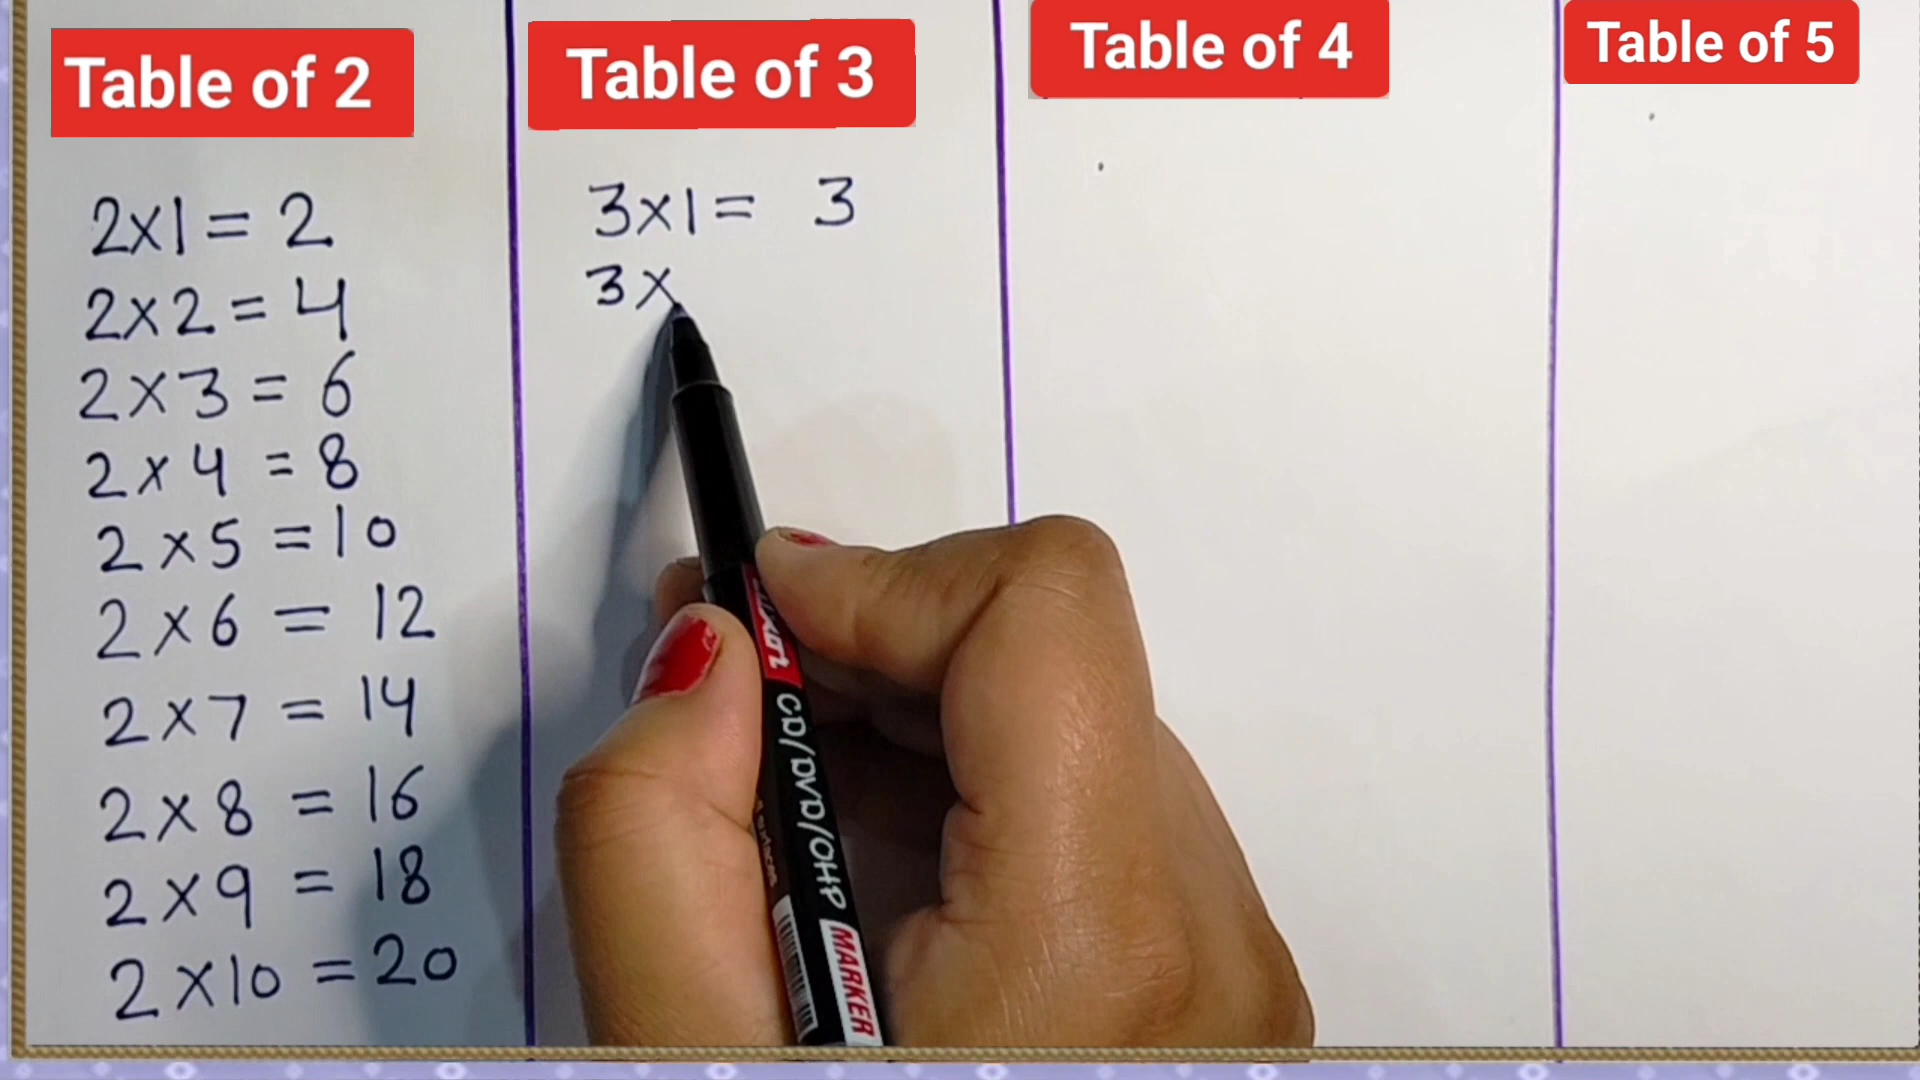 Table of 2
2x1 = 2
2x2 = 4
2x3 = 6
2x4 = 8
2x5 = 10
2x6 = 12
2x7 = 14
2x8 = 16
2x9 = 18
2x10 = 20
Table of 3
3x1 = 3
3x
Table of 4
Table of 5
CD/DVD/OHP MARKER